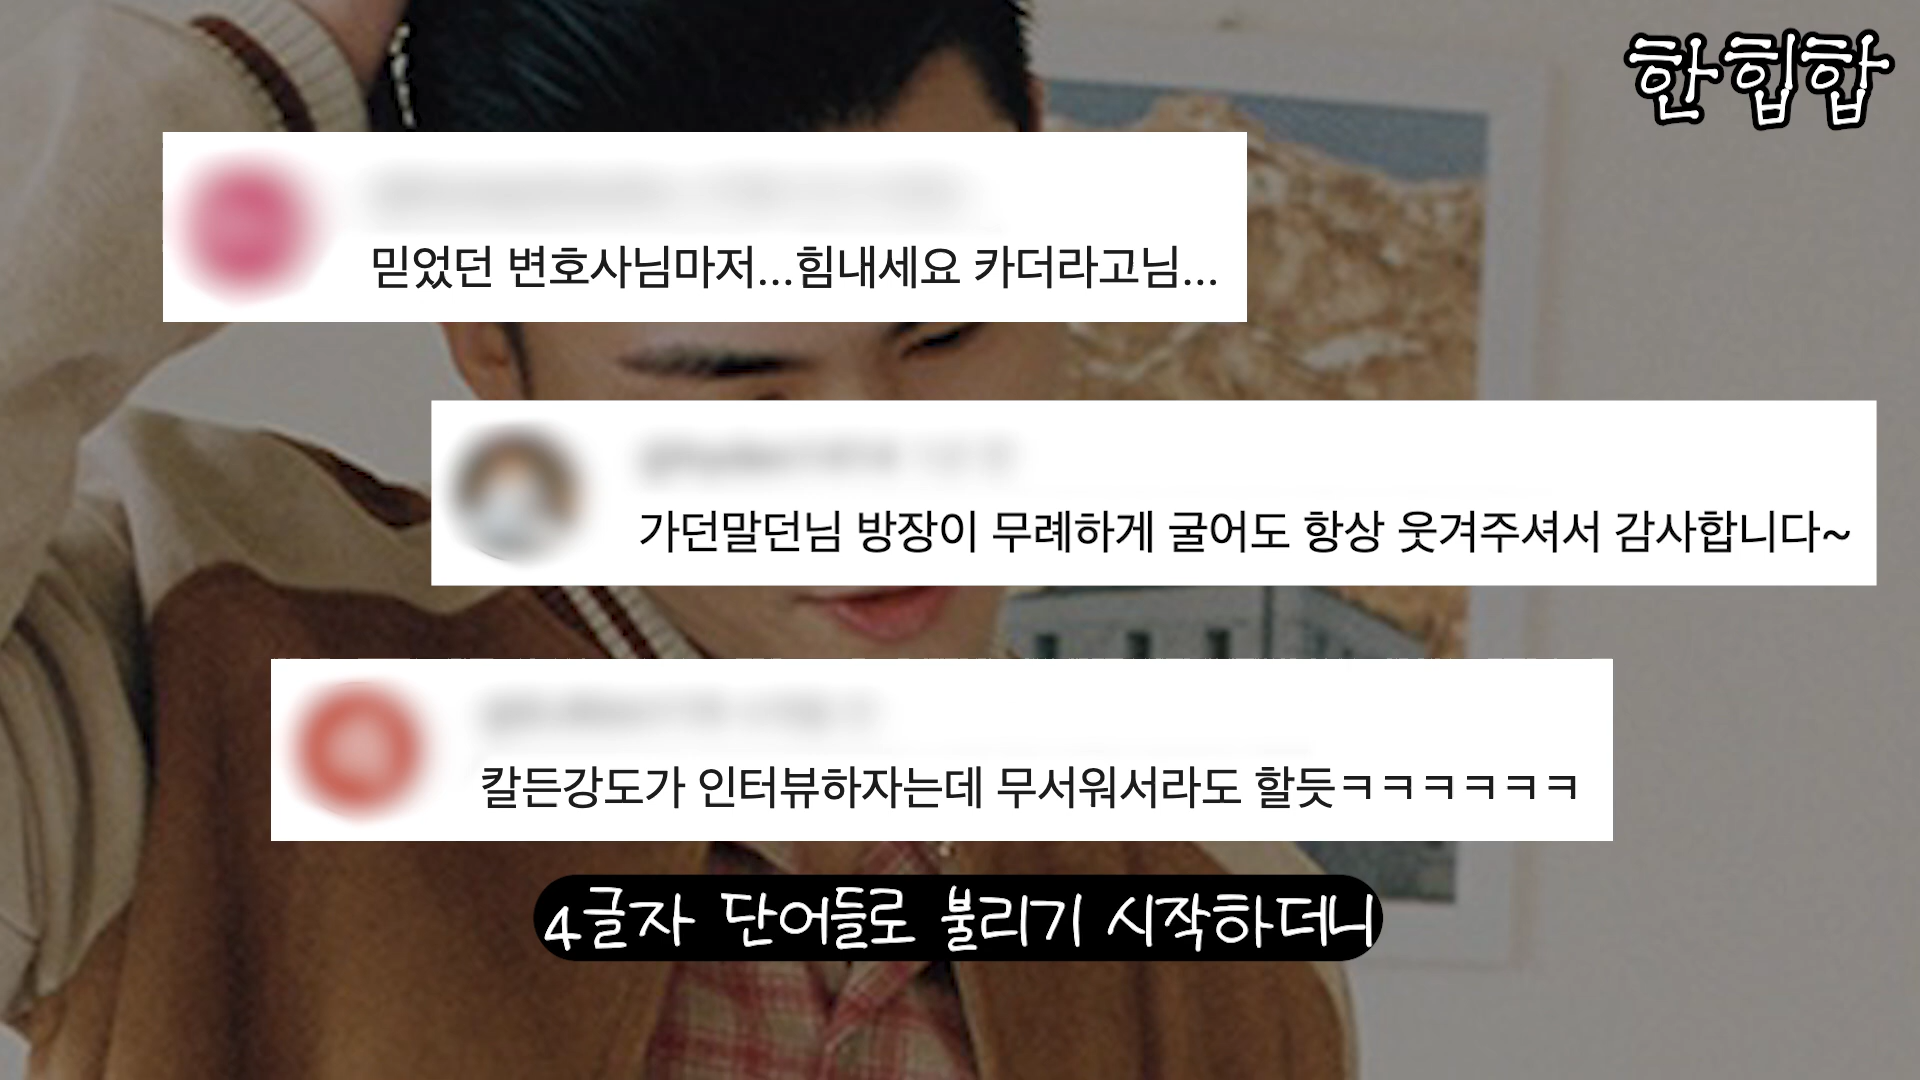 한힙합
믿었던 변호사님마저...힘내세요 카더라고님...
가던말던님 방장이 무례하게 굴어도 항상 웃겨주셔서 감사합니다~
칼든강도가 인터뷰하자는데 무서워서라도 할듯ㅋㅋㅋㅋㅋㅋ
4글자 단어들로 불리기 시작하더니